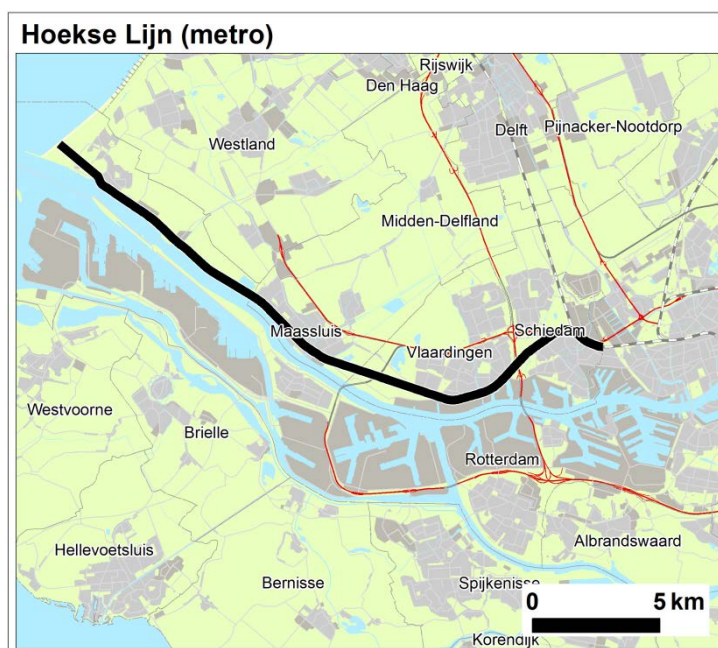 Hoekse Lijn (metro)
Rijswijk
Den Haag
Delft
Pijnacker-Nootdorp
Westland
Midden-Delfland
Maassluis
Schiedam
Vlaardingen
Westvoorne
Brielle
Rotterdam
Albrandswaard
Hellevoetsluis
Bernisse
Spijkenisse
Korendijk
0 5 km